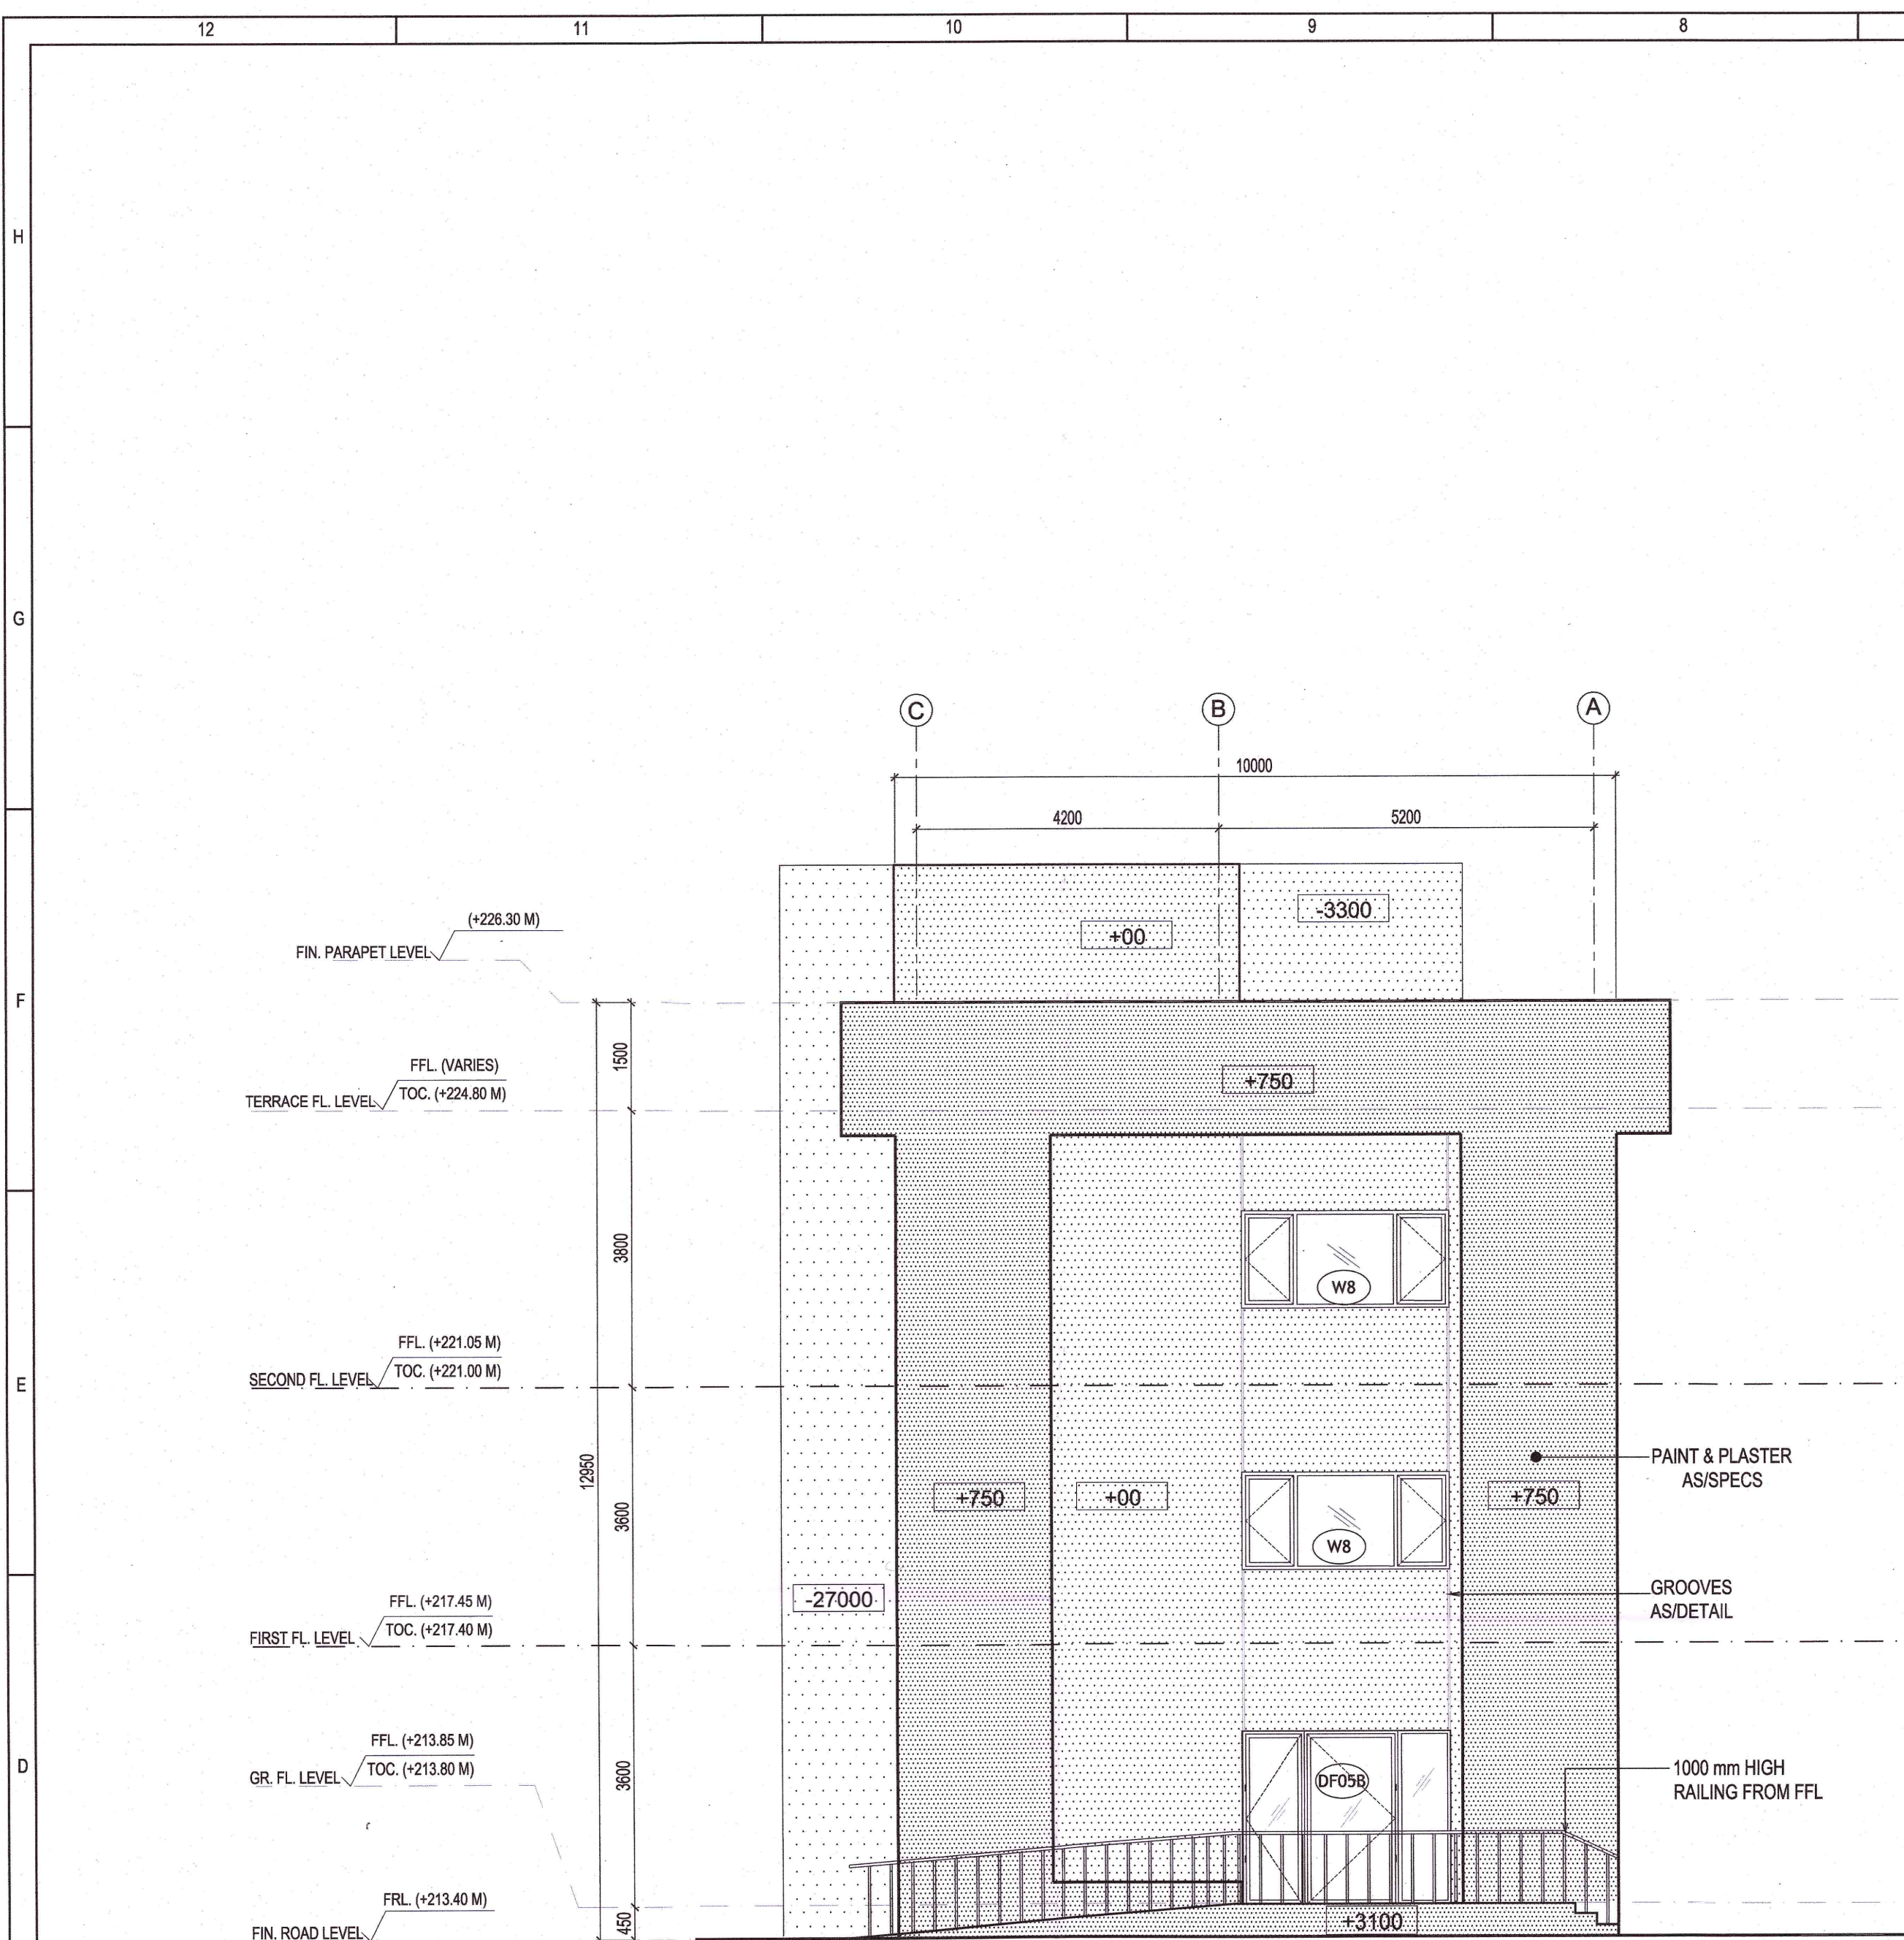 12 11 10 9 8
H
G
F
E
D
C B A
10000
4200 5200
-3300
+00
(+226.30 M)
FIN. PARAPET LEVEL
1500
FFL. (VARIES)
TERRACE FL. LEVEL TOC. (+224.80 M)
+750
3800
W8
FFL. (+221.05 M)
SECOND FL. LEVEL TOC. (+221.00 M)
12950
PAINT & PLASTER
AS/SPECS
+750 +00 +750
3600
W8
-27000
GROOVES
AS/DETAIL
FFL. (+217.45 M)
FIRST FL. LEVEL TOC. (+217.40 M)
FFL. (+213.85 M)
GR. FL. LEVEL TOC. (+213.80 M)
3600
DF05B
1000 mm HIGH
RAILING FROM FFL
FRL. (+213.40 M)
FIN. ROAD LEVEL
450
+3100